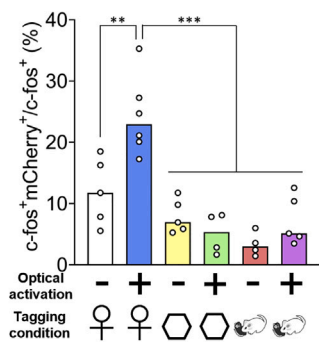 ** ***
c-fos⁺mCherry⁺/c-fos⁺ (%)
40
30
20
10
0
Optical
activation
- + - + - +
Tagging
condition
♀ ♀